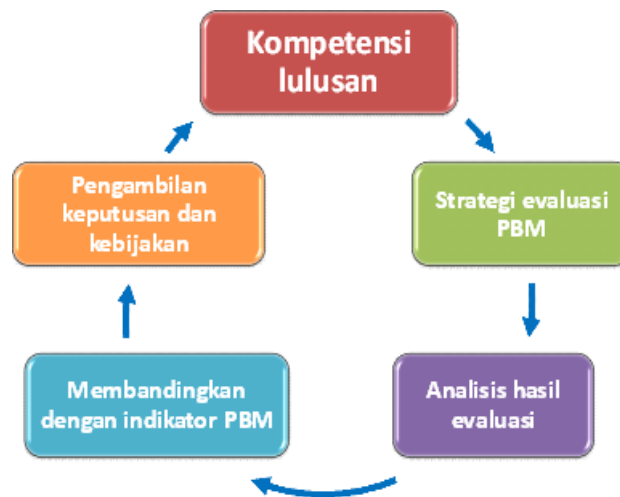 Kompetensi
lulusan
Strategi evaluasi
PBM
Analisis hasil
evaluasi
Membandingkan
dengan indikator PBM
Pengambilan
keputusan dan
kebijakan